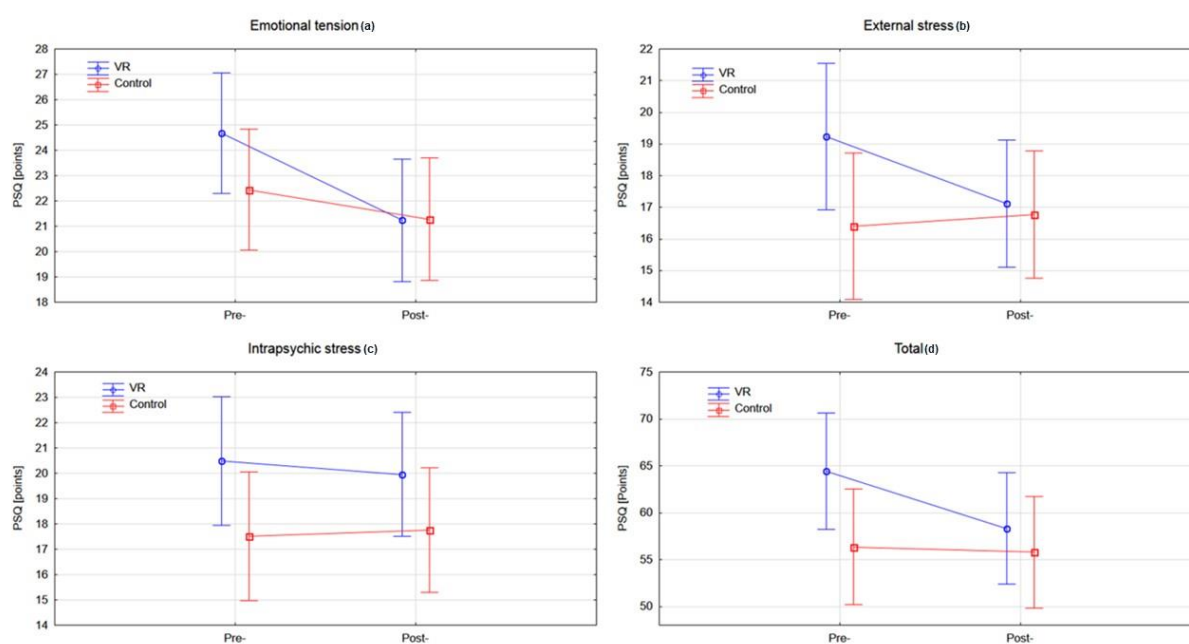 Emotional tension (a)
28
27
26
25
24
23
22
21
20
19
18
PSQ [points]
VR
Control
Pre-
Post-
External stress (b)
22
21
20
19
18
17
16
15
14
PSQ [points]
VR
Control
Pre-
Post-
Intrapsychic stress (c)
24
23
22
21
20
19
18
17
16
15
14
PSQ [points]
VR
Control
Pre-
Post-
Total (d)
75
70
65
60
55
50
PSQ [Points]
VR
Control
Pre-
Post-